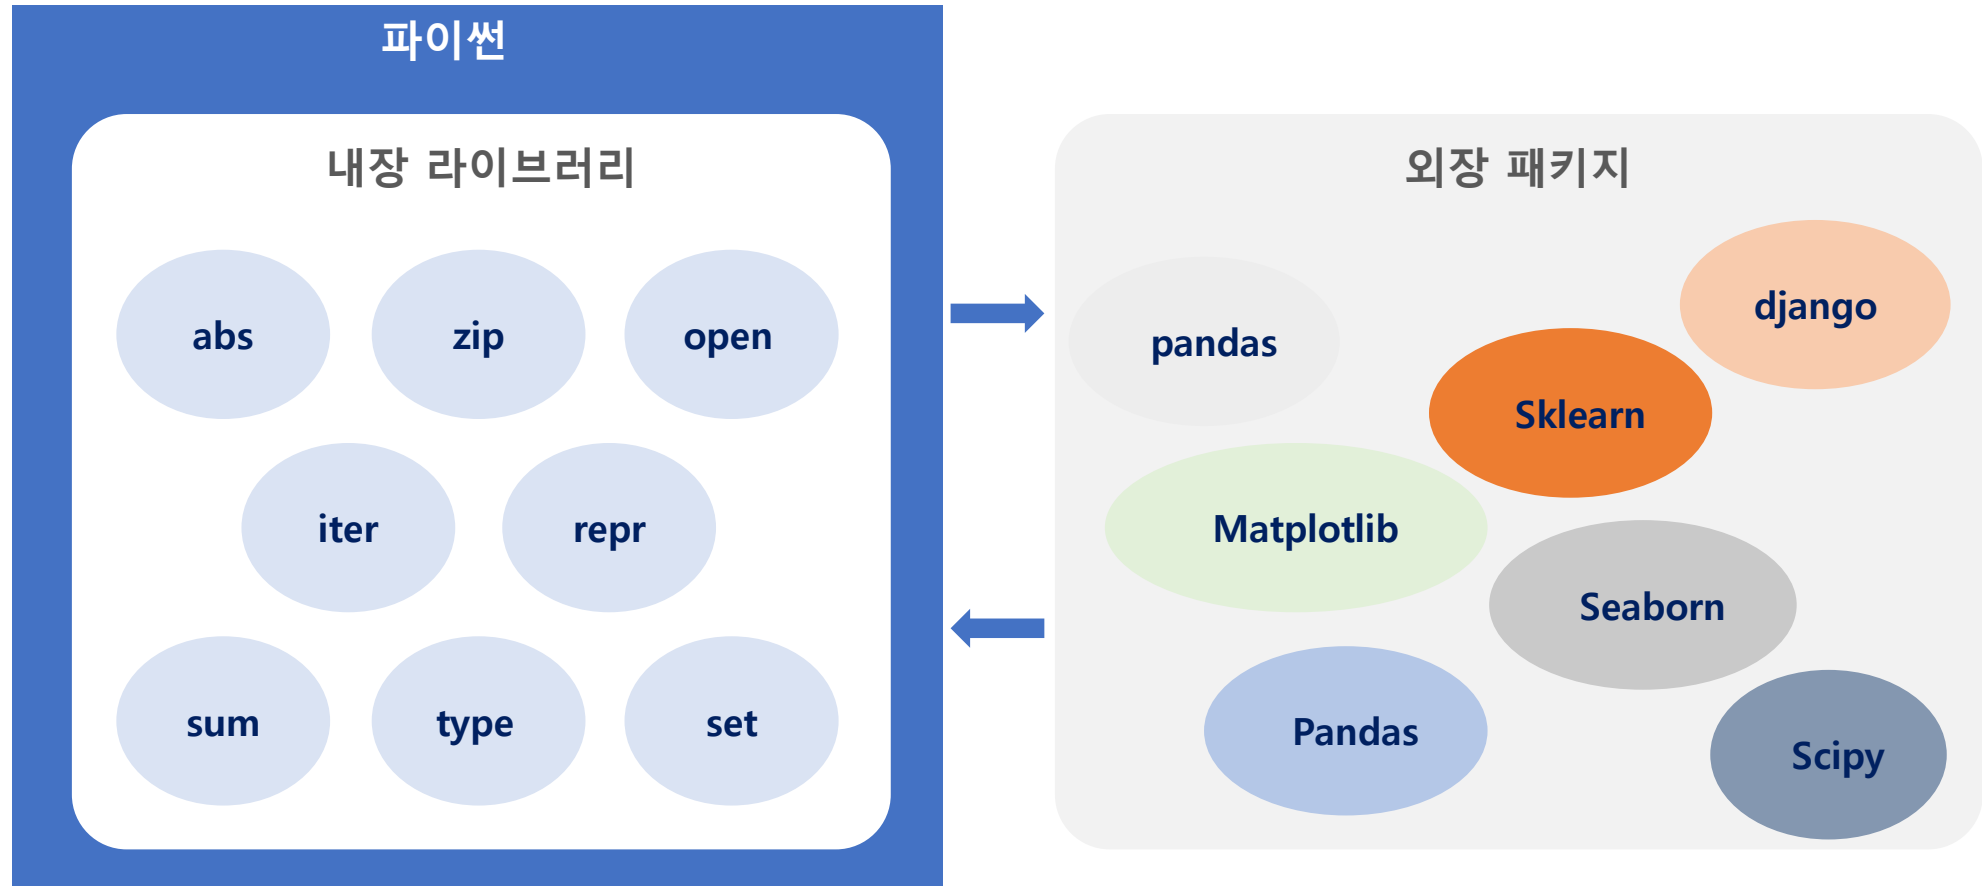 파이썬
내장 라이브러리
abs
zip
open
iter
repr
sum
type
set
외장 패키지
django
pandas
Sklearn
Matplotlib
Seaborn
Pandas
Scipy